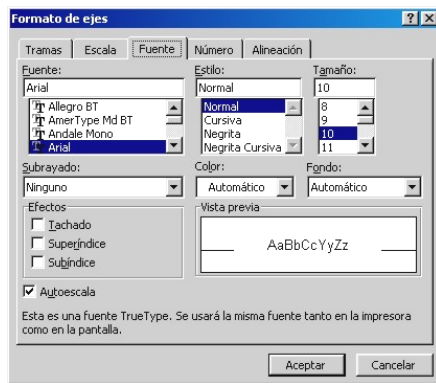 Formato de ejes
Tramas Escala Fuente Número Alineación
Fuente: Estilo: Tamaño:
Arial Normal 10
Allegro BT Normal 8
AmerType Md BT Cursiva 9
Andale Mono Negrita 10
Arial Negrita Cursiva 11
Subrayado: Color: Fondo:
Ninguno Automático Automático
Efectos Vista previa
Tachado
Superíndice AaBbCcYyZz
Subíndice
Autoescala
Esta es una fuente TrueType. Se usará la misma fuente tanto en la impresora
como en la pantalla.
Aceptar Cancelar